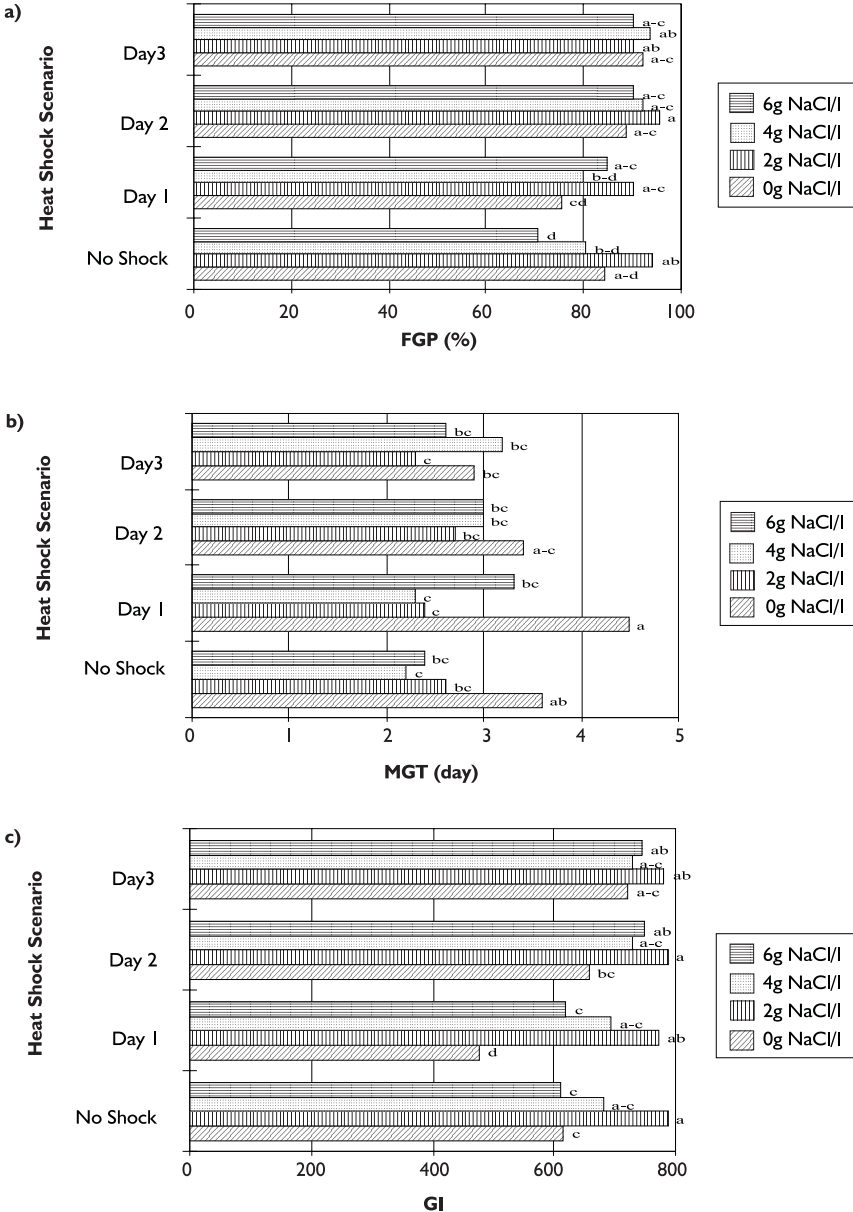 a)
Heat Shock Scenario
Day3
a-c
ab
ab
a-c
Day 2
a-c
a-c
a
a-c
Day 1
a-c
b-d
a-c
cd
No Shock
d
b-d
ab
a-d
0 20 40 60 80 100
FGP (%)
6g NaCl/l
4g NaCl/l
2g NaCl/l
0g NaCl/l
b)
Heat Shock Scenario
Day3
bc
bc
c
bc
Day 2
bc
bc
bc
a-c
Day 1
bc
c
c
a
No Shock
bc
c
bc
ab
0 1 2 3 4 5
MGT (day)
6g NaCl/l
4g NaCl/l
2g NaCl/l
0g NaCl/l
c)
Heat Shock Scenario
Day3
ab
a-c
ab
a-c
Day 2
ab
a-c
a
bc
Day 1
c
a-c
ab
d
No Shock
c
a-c
a
c
0 200 400 600 800
GI
6g NaCl/l
4g NaCl/l
2g NaCl/l
0g NaCl/l